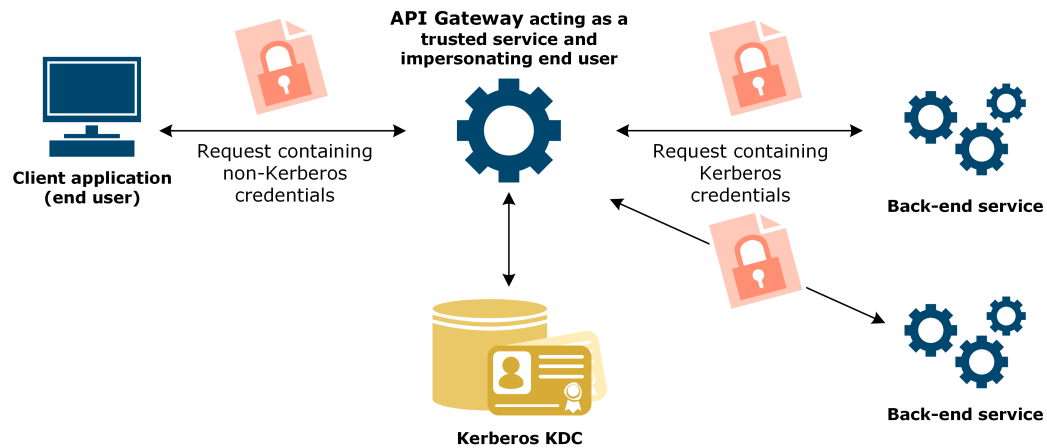 API Gateway acting as a
trusted service and
impersonating end user
Client application
(end user)
Request containing
non-Kerberos
credentials
Request containing
Kerberos
credentials
Back-end service
Kerberos KDC
Back-end service